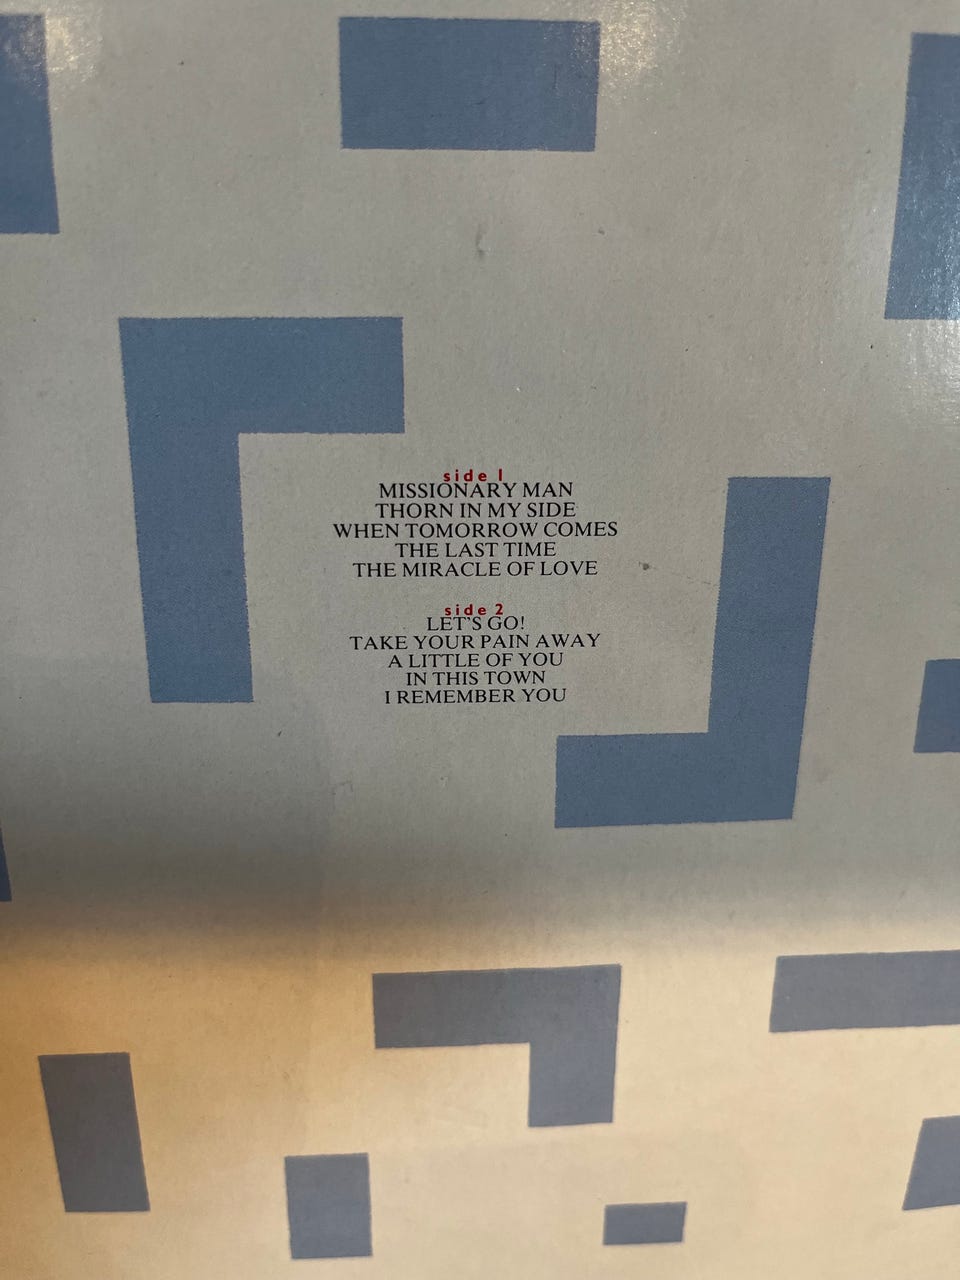 side 1
MISSIONARY MAN
THORN IN MY SIDE
WHEN TOMORROW COMES
THE LAST TIME
THE MIRACLE OF LOVE
side 2
LET'S GO!
TAKE YOUR PAIN AWAY
A LITTLE OF YOU
IN THIS TOWN
I REMEMBER YOU